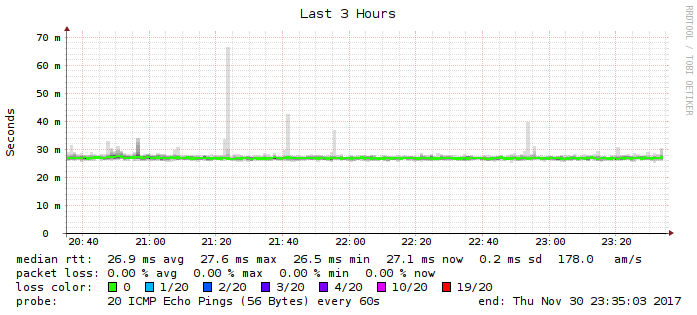 Last 3 Hours
RRDTOOL / TOBI OETIKER
Seconds
70 m
60 m
50 m
40 m
30 m
20 m
10 m
0
20:40 21:00 21:20 21:40 22:00 22:20 22:40 23:00 23:20
median rtt: 26.9 ms avg 27.6 ms max 26.5 ms min 27.1 ms now 0.2 ms sd 178.0 am/s
packet loss: 0.00 % avg 0.00 % max 0.00 % min 0.00 % now
loss color: 0 1/20 2/20 3/20 4/20 10/20 19/20
probe: 20 ICMP Echo Pings (56 Bytes) every 60s end: Thu Nov 30 23:35:03 2017